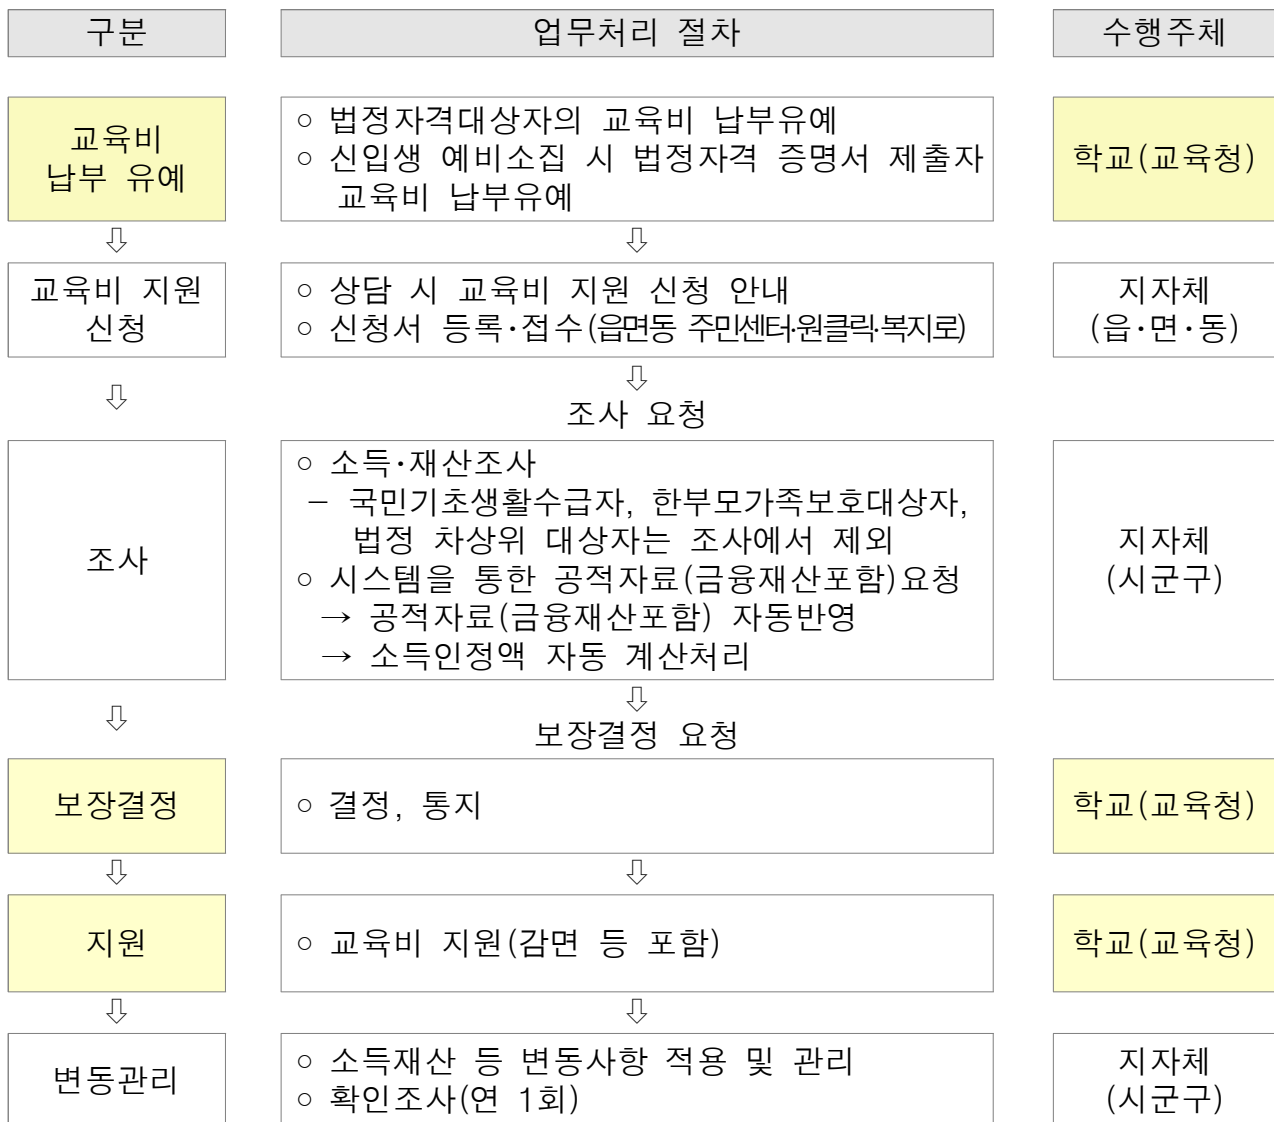 구분 업무처리 절차 수행주체
교육비
납부 유예
○ 법정자격대상자의 교육비 납부유예
○ 신입생 예비소집 시 법정자격 증명서 제출자
교육비 납부유예
학교(교육청)
⇩ ⇩
교육비 지원
신청
○ 상담 시 교육비 지원 신청 안내
○ 신청서 등록·접수(읍면동 주민센터·원클릭·복지로)
지자체
(읍·면·동)
⇩ ⇩
조사 요청
조사
○ 소득·재산조사
– 국민기초생활수급자, 한부모가족보호대상자,
법정 차상위 대상자는 조사에서 제외
○ 시스템을 통한 공적자료(금융재산포함)요청
→ 공적자료(금융재산포함) 자동반영
→ 소득인정액 자동 계산처리
지자체
(시군구)
⇩ ⇩
보장결정 요청
보장결정
○ 결정, 통지
학교(교육청)
⇩ ⇩
지원
○ 교육비 지원(감면 등 포함)
학교(교육청)
⇩ ⇩
변동관리
○ 소득재산 등 변동사항 적용 및 관리
○ 확인조사(연 1회)
지자체
(시군구)